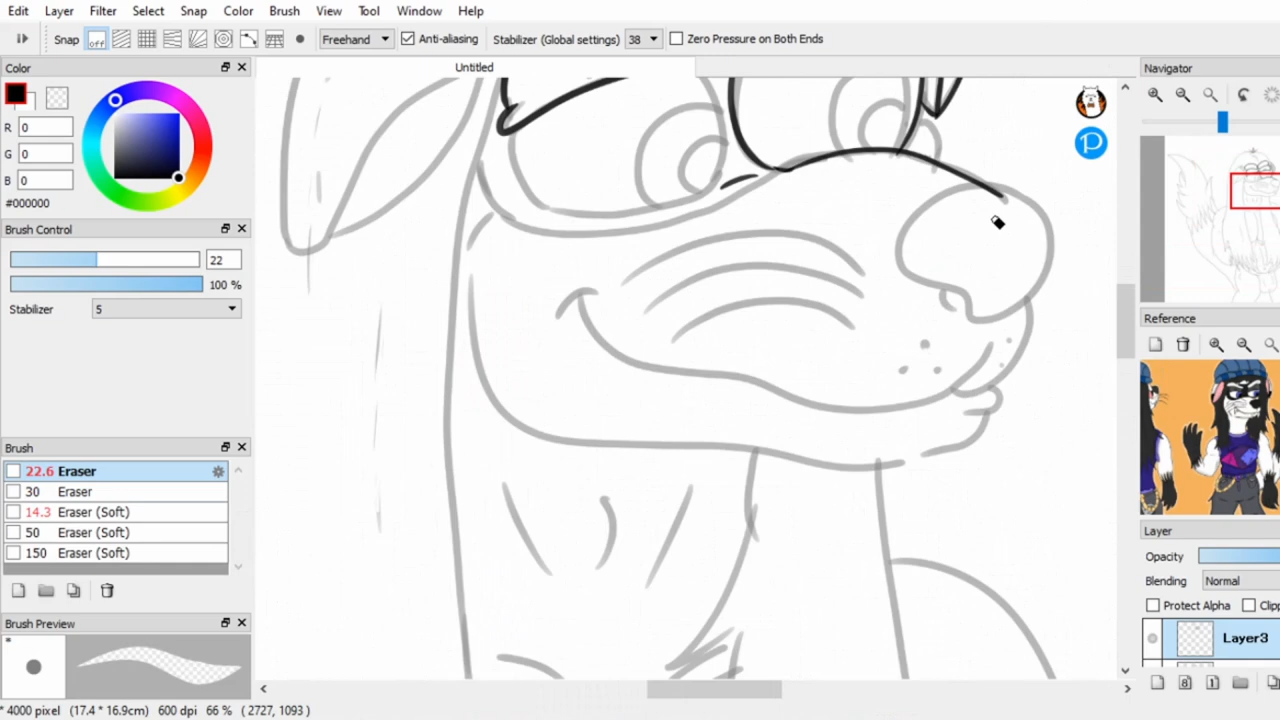 Edit Layer Filter Select Snap Color Brush View Tool Window Help
Snap off Freehand Anti-aliasing Stabilizer (Global settings) 38 Zero Pressure on Both Ends
Color
Untitled
Navigator
R 0
G 0
B 0
#000000
Brush Control
22
100 %
Stabilizer 5
Reference
Brush
22.6 Eraser
30 Eraser
14.3 Eraser (Soft)
50 Eraser (Soft)
150 Eraser (Soft)
Layer
Opacity
Blending Normal
Protect Alpha Clip
Layer3
Brush Preview
* 4000 pixel (17.4 * 16.9cm) 600 dpi 66 % ( 2727, 1093 )